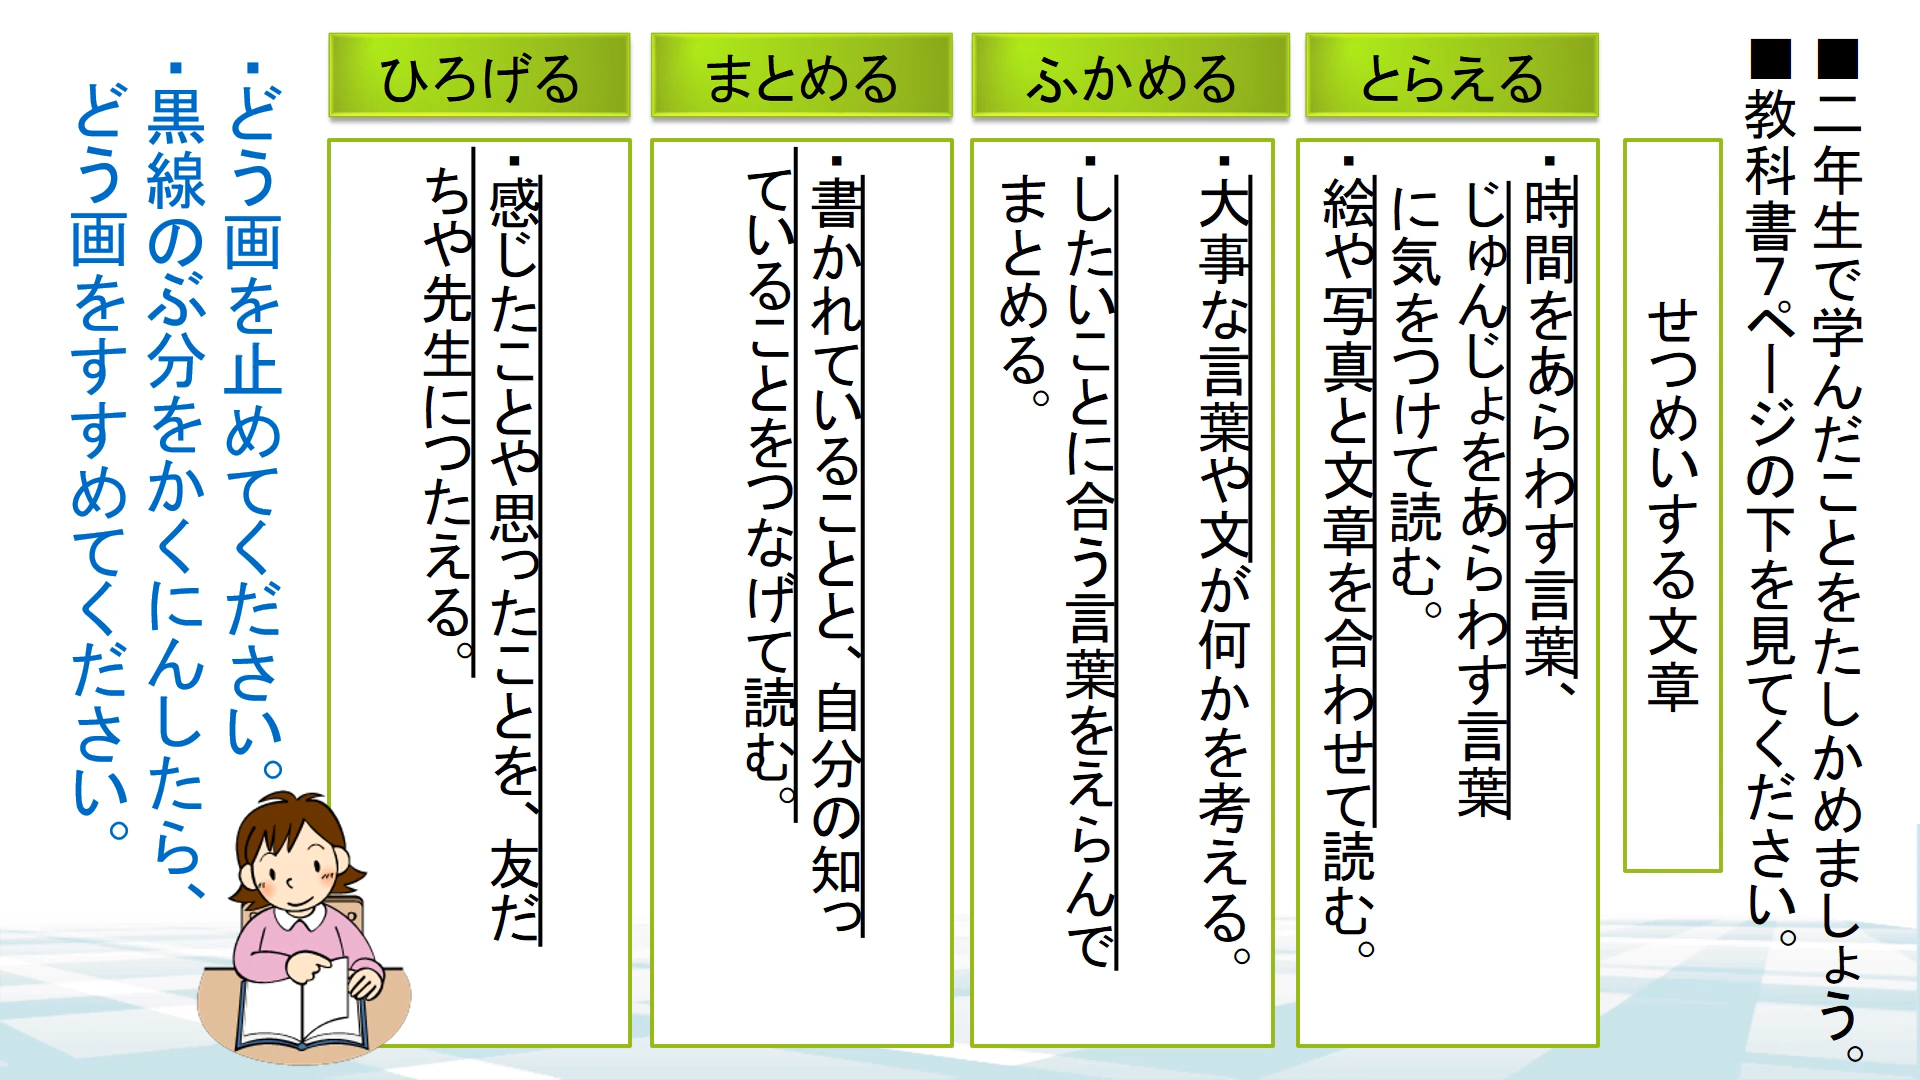 ■二年生で学んだことをたしかめましょう。
■教科書7ページの下を見てください。
せつめいする文章
とらえる
・時間をあらわす言葉、
じゅんじょをあらわす言葉
に気をつけて読む。
・絵や写真と文章を合わせて読む。
ふかめる
・大事な言葉や文が何かを考える。
・したいことに合う言葉をえらんで
まとめる。
まとめる
・書かれていることと、自分の知っ
ていることをつなげて読む。
ひろげる
・感じたことや思ったことを、友だ
ちや先生につたえる。
・どう画を止めてください。
・黒線のぶ分をかくにんしたら、
どう画をすすめてください。